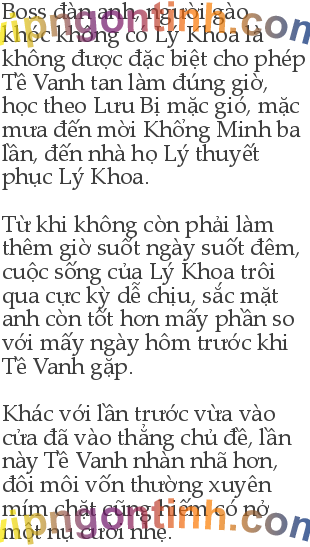 Boss đàn anh, người gào
khóc không có Lý Khoa là
không được đặc biệt cho phép
Tề Vanh tan làm đúng giờ,
học theo Lưu Bị mặc gió, mặc
mưa đến mời Khổng Minh ba
lần, đến nhà họ Lý thuyết
phục Lý Khoa.
Từ khi không còn phải làm
thêm giờ suốt ngày suốt đêm,
cuộc sống của Lý Khoa trôi
qua cực kỳ dễ chịu, sắc mặt
anh còn tốt hơn mấy phần so
với mấy ngày hôm trước khi
Tề Vanh gặp.
Khác với lần trước vừa vào
cửa đã vào thẳng chủ đề, lần
này Tề Vanh nhàn nhã hơn,
đôi môi vốn thường xuyên
mím chặt cũng hiếm có nở
một nụ cười nhẹ.
vipngontinh.com
vipngontinh.com